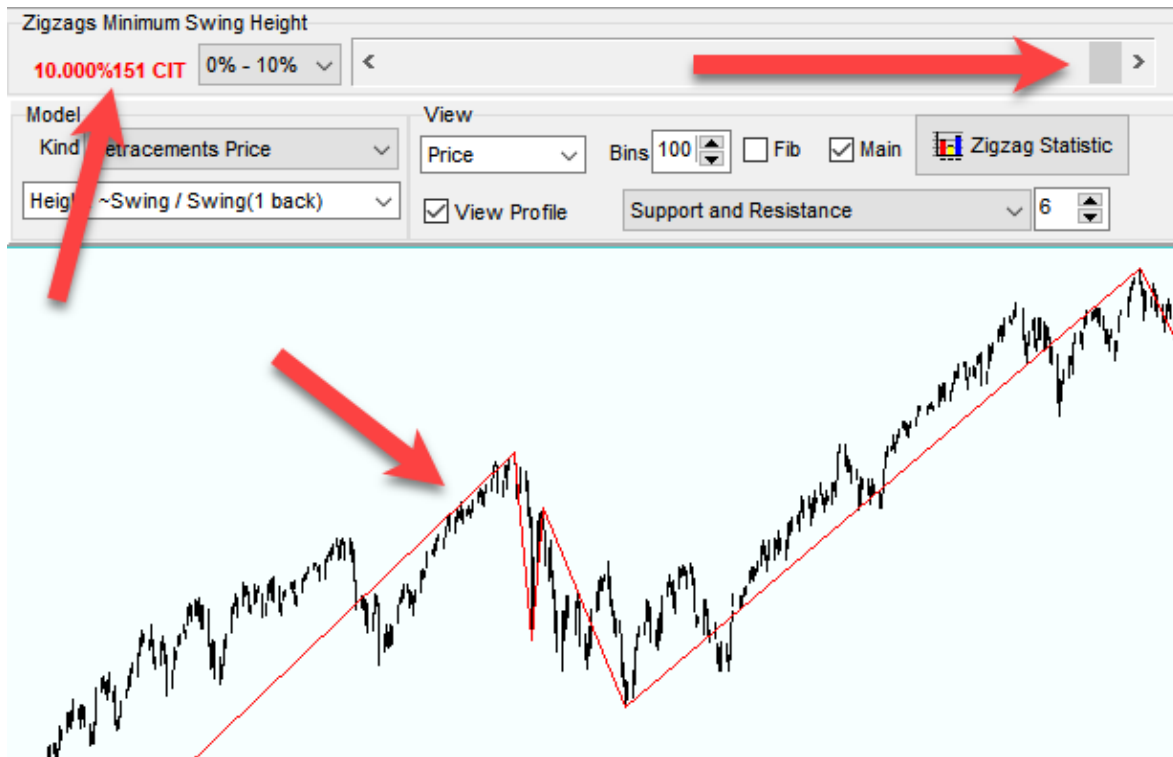 Zigzags Minimum Swing Height
10.000%151 CIT 0% - 10%
Model
View
Kind etracements Price
Price Bins 100 Fib Main Zigzag Statistic
~Swing / Swing(1 back)
View Profile Support and Resistance 6